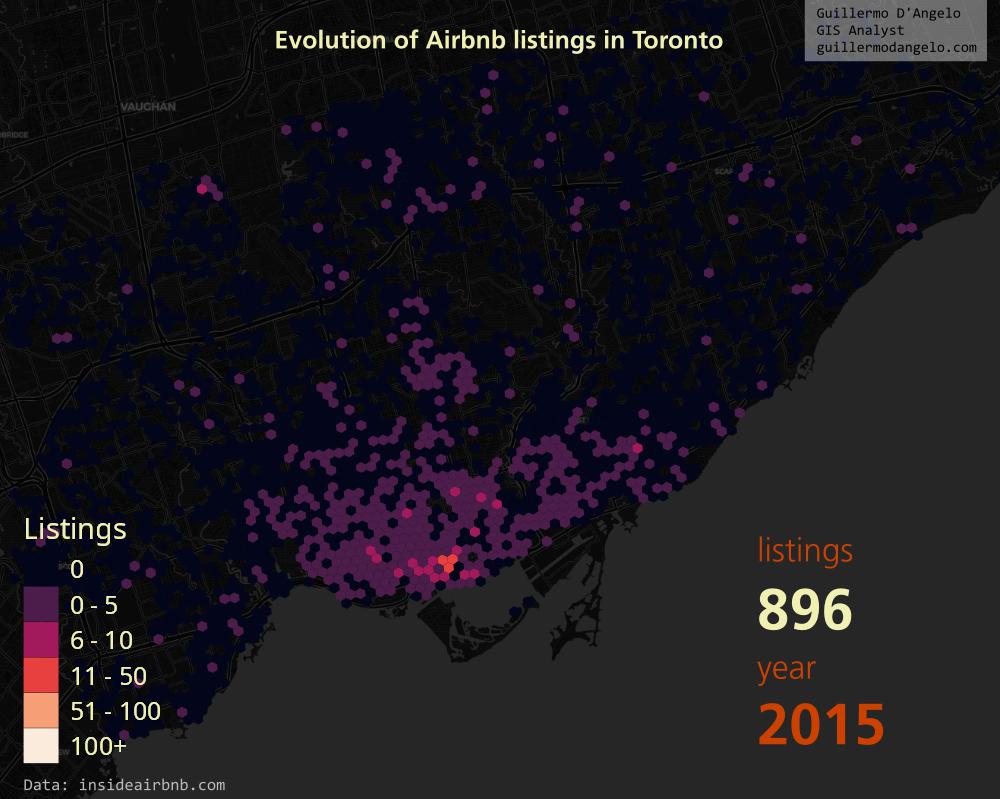 Evolution of Airbnb listings in Toronto
Guillermo D'Angelo
GIS Analyst
guillermodangelo.com
VAUGHAN
Listings
0
0 - 5
6 - 10
11 - 50
51 - 100
100+
listings
896
year
2015
Data: insideairbnb.com